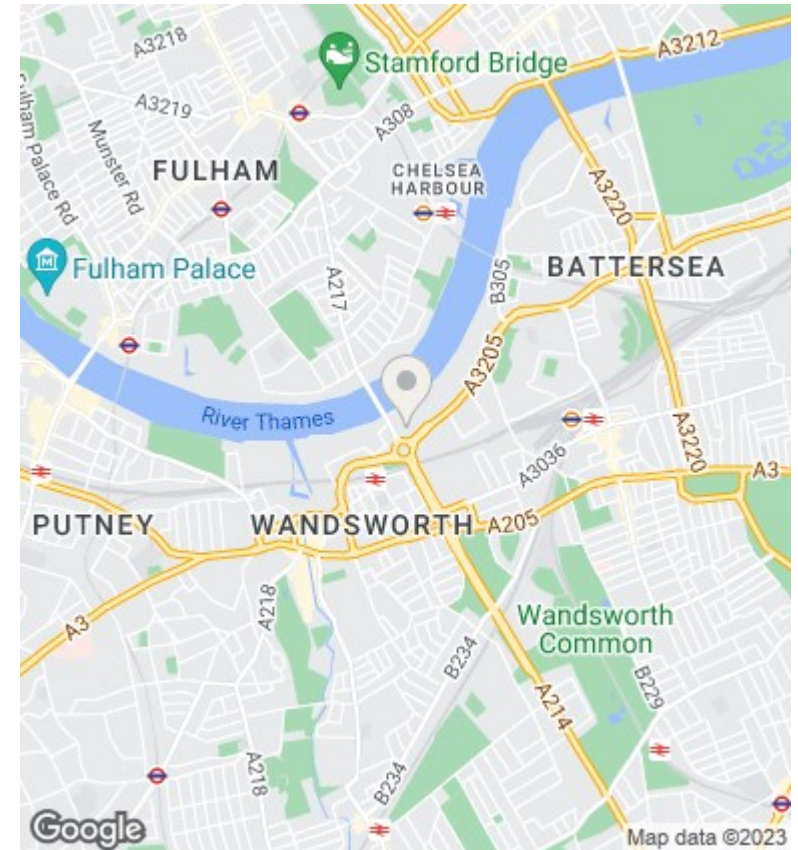 A3218
Stamford Bridge
A3212
A3219
A308
Fulham Palace Rd
Munster Rd
FULHAM
CHELSEA
HARBOUR
A3220
Fulham Palace
A217
B305
BATTERSEA
A3205
River Thames
A3036
A3220
A3
PUTNEY
WANDSWORTH
A205
A218
A3
Wandsworth
Common
B234
B229
A214
A218
B234
Google
Map data ©2023